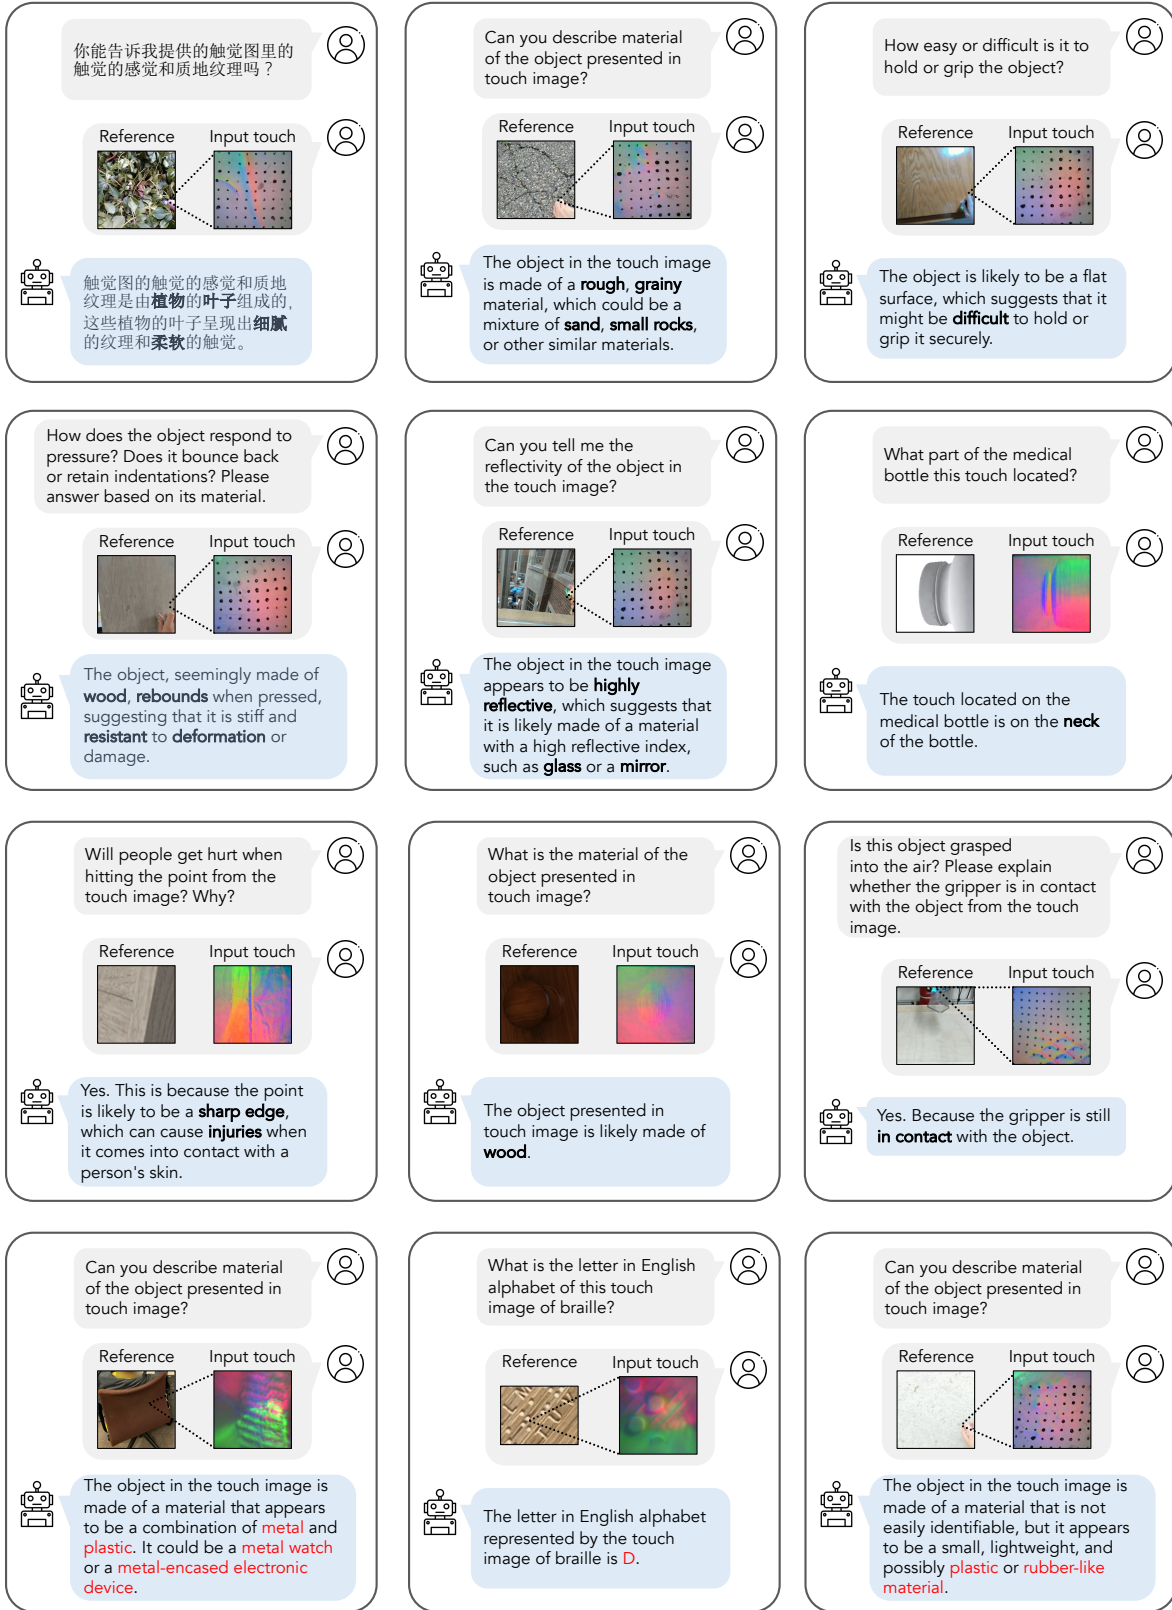 你能告诉我提供的触觉图里的
触觉的感觉和质地纹理吗？
Reference Input touch
触觉图的触觉的感觉和质地
纹理是由植物的叶子组成的,
这些植物的叶子呈现出细腻
的纹理和柔软的触觉。
Can you describe material
of the object presented in
touch image?
Reference Input touch
The object in the touch image
is made of a rough, grainy
material, which could be a
mixture of sand, small rocks,
or other similar materials.
How easy or difficult is it to
hold or grip the object?
Reference Input touch
The object is likely to be a flat
surface, which suggests that it
might be difficult to hold or
grip it securely.
How does the object respond to
pressure? Does it bounce back
or retain indentations? Please
answer based on its material.
Reference Input touch
The object, seemingly made of
wood, rebounds when pressed,
suggesting that it is stiff and
resistant to deformation or
damage.
Can you tell me the
reflectivity of the object in
the touch image?
Reference Input touch
The object in the touch image
appears to be highly
reflective, which suggests that
it is likely made of a material
with a high reflective index,
such as glass or a mirror.
What part of the medical
bottle this touch located?
Reference Input touch
The touch located on the
medical bottle is on the neck
of the bottle.
Will people get hurt when
hitting the point from the
touch image? Why?
Reference Input touch
Yes. This is because the point
is likely to be a sharp edge,
which can cause injuries when
it comes into contact with a
person's skin.
What is the material of the
object presented in
touch image?
Reference Input touch
The object presented in
touch image is likely made of
wood.
Is this object grasped
into the air? Please explain
whether the gripper is in contact
with the object from the touch
image.
Reference Input touch
Yes. Because the gripper is still
in contact with the object.
Can you describe material
of the object presented in
touch image?
Reference Input touch
The object in the touch image is
made of a material that appears
to be a combination of metal and
plastic. It could be a metal watch
or a metal-encased electronic
device.
What is the letter in English
alphabet of this touch
image of braille?
Reference Input touch
The letter in English alphabet
represented by the touch
image of braille is D.
Can you describe material
of the object presented in
touch image?
Reference Input touch
The object in the touch image is
made of a material that is not
easily identifiable, but it appears
to be a small, lightweight, and
possibly plastic or rubber-like
material.